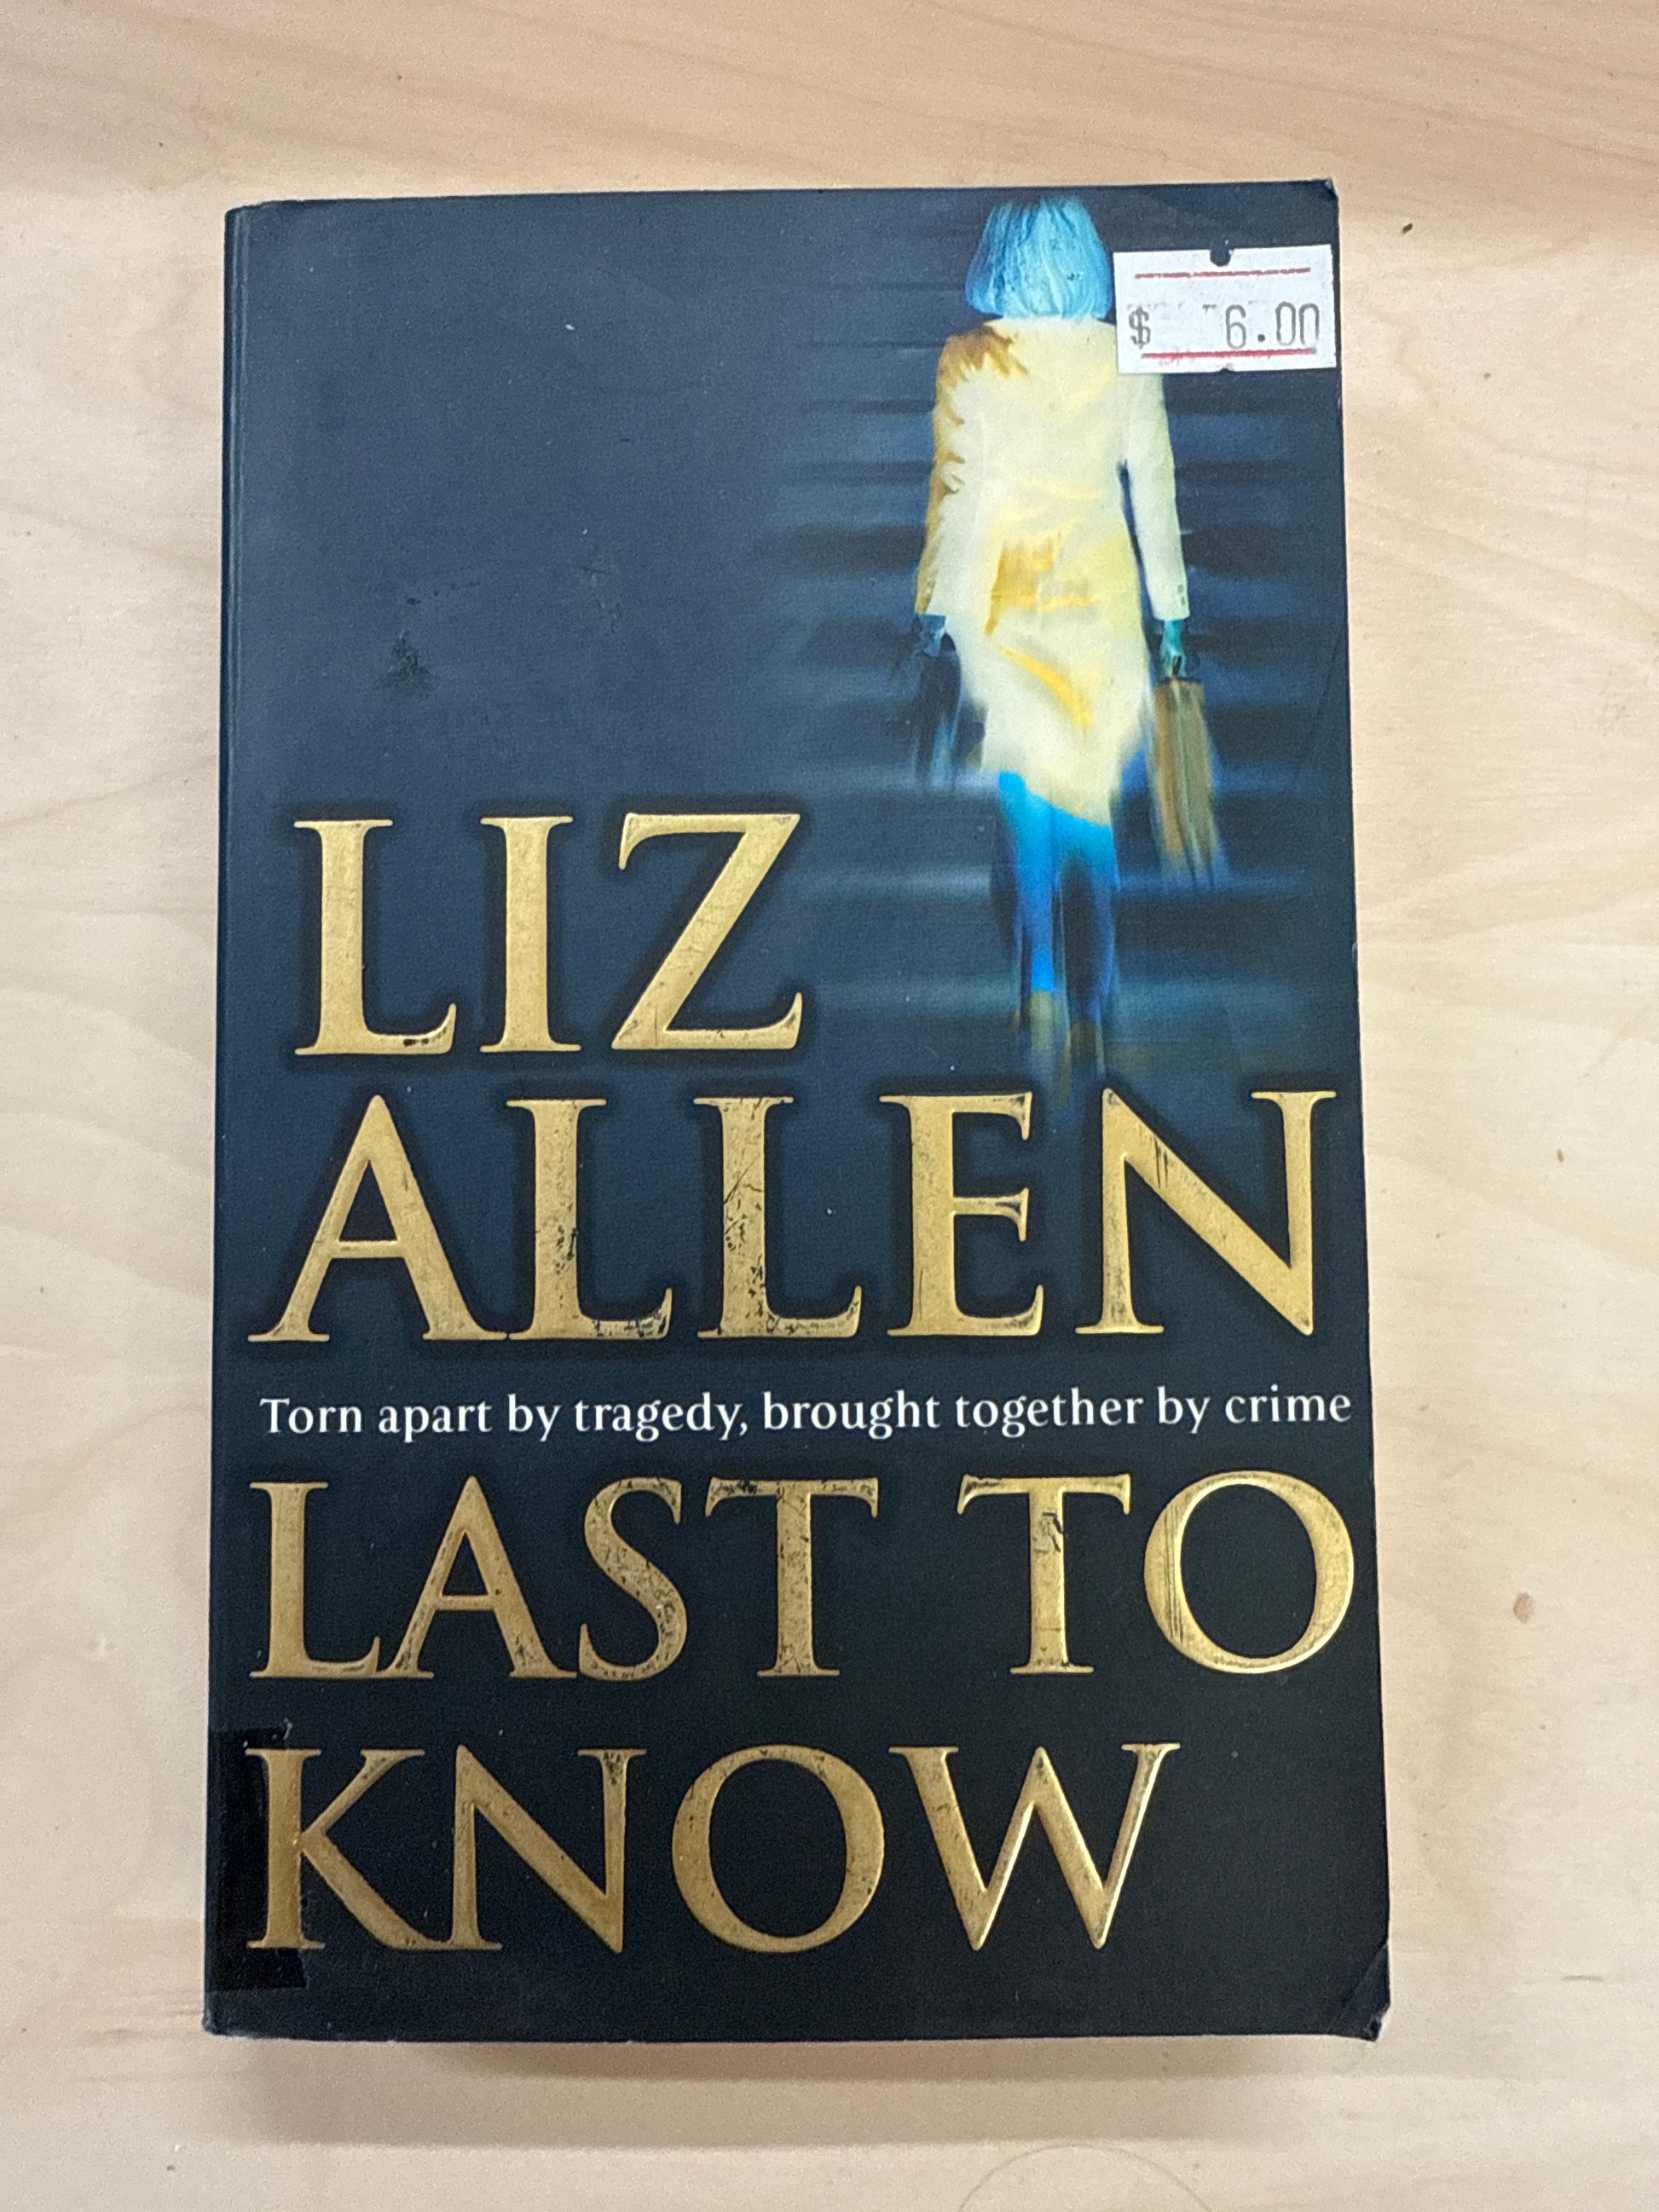 $ 6.00
LIZ
ALLEN
Torn apart by tragedy, brought together by crime
LAST TO
KNOW